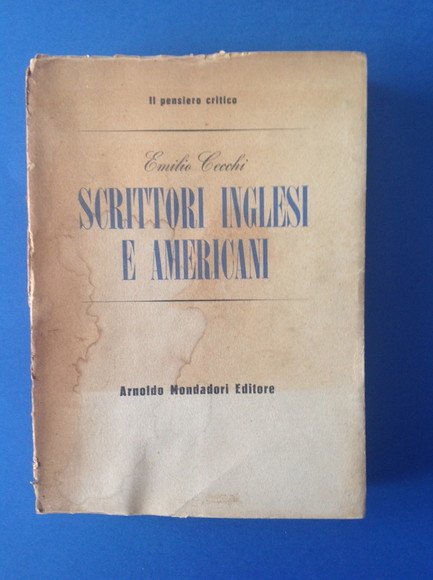 Il pensiero critico
Emilio Cecchi
SCRITTORI INGLESI
E AMERICANI
Arnoldo Mondadori Editore